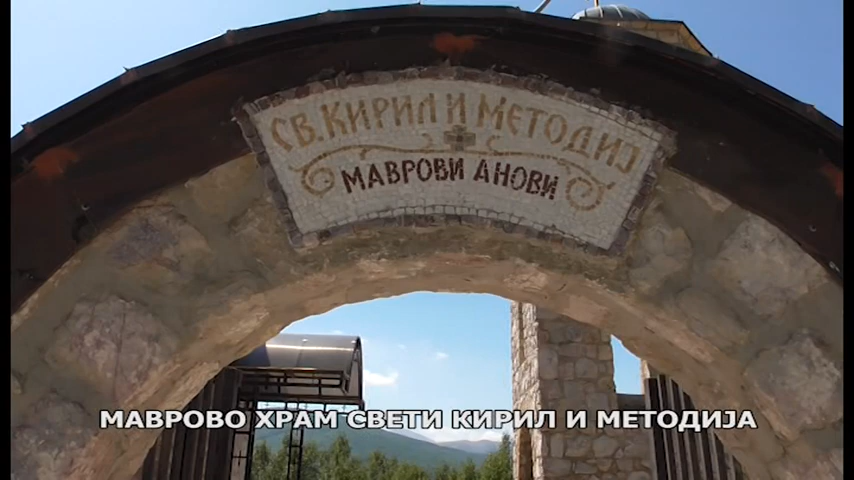 СВ.КИРИЛ И МЕТОДИЈ
МАВРОВИ АНОВИ
МАВРОВО ХРАМ СВЕТИ КИРИЛ И МЕТОДИЈА